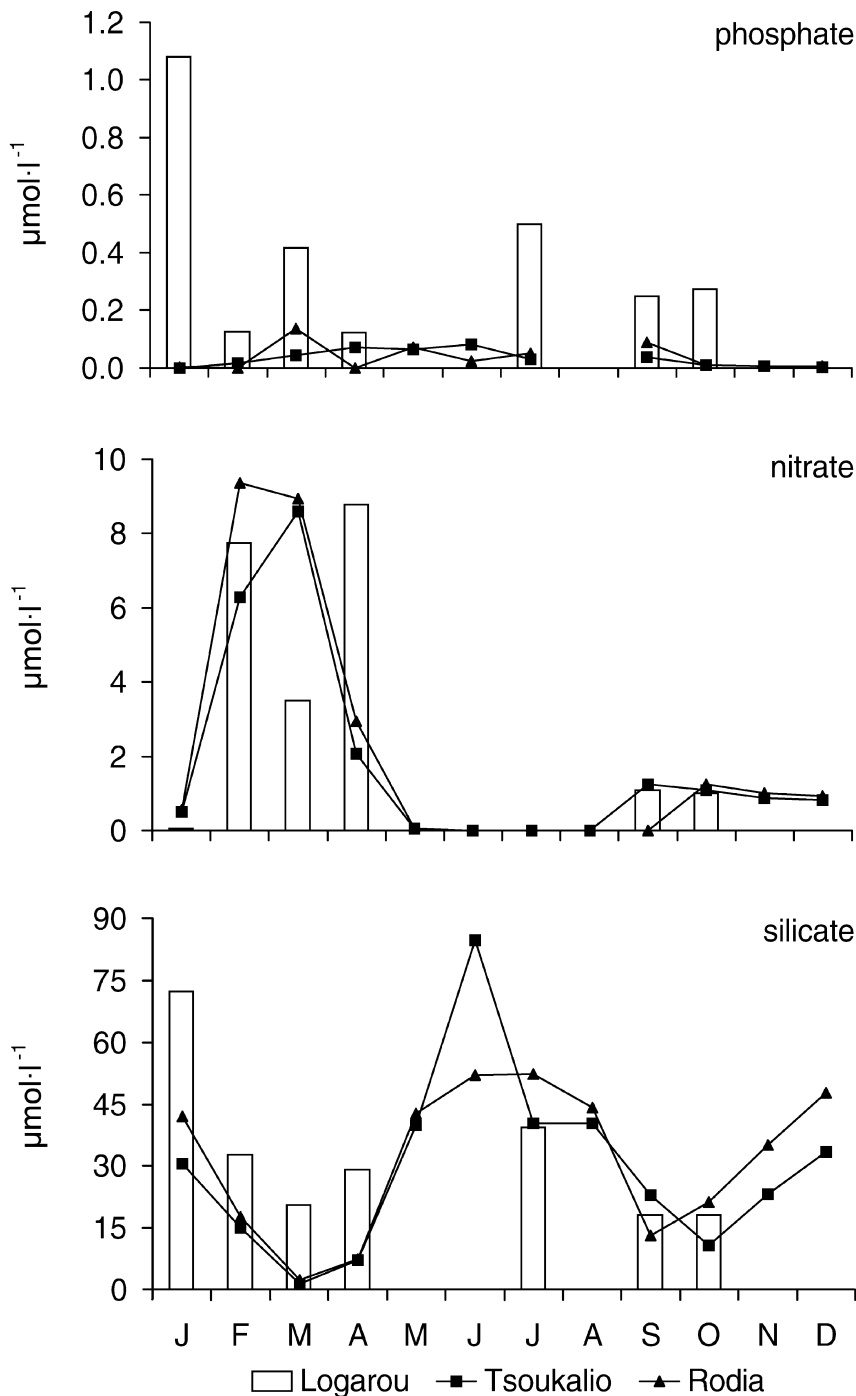 phosphate
1.2
1.0
0.8
0.6
0.4
0.2
0.0
µmol·l⁻¹
nitrate
10
8
6
4
2
0
µmol·l⁻¹
silicate
90
75
60
45
30
15
0
µmol·l⁻¹
J F M A M J J A S O N D
Logarou Tsoukalio Rodia